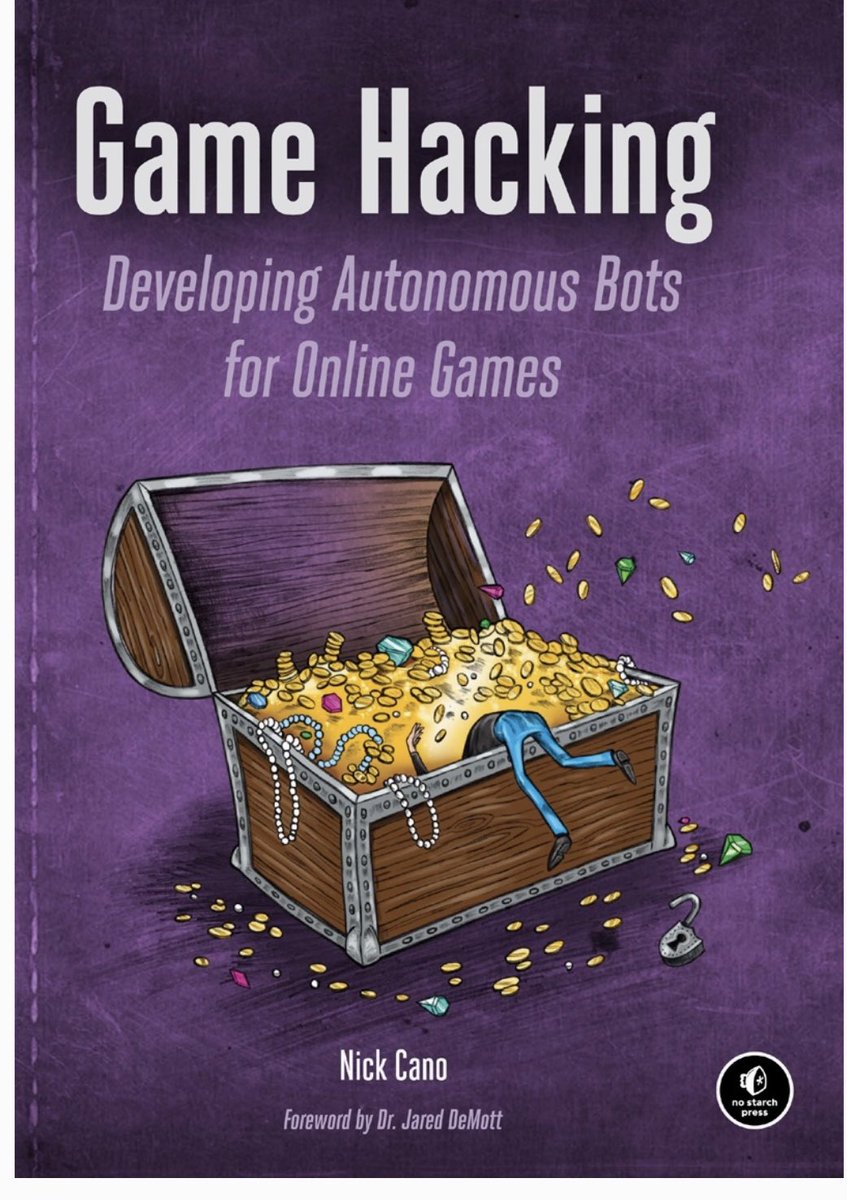 Game Hacking
Developing Autonomous Bots
for Online Games
Nick Cano
Foreword by Dr. Jared DeMott
no starch
press